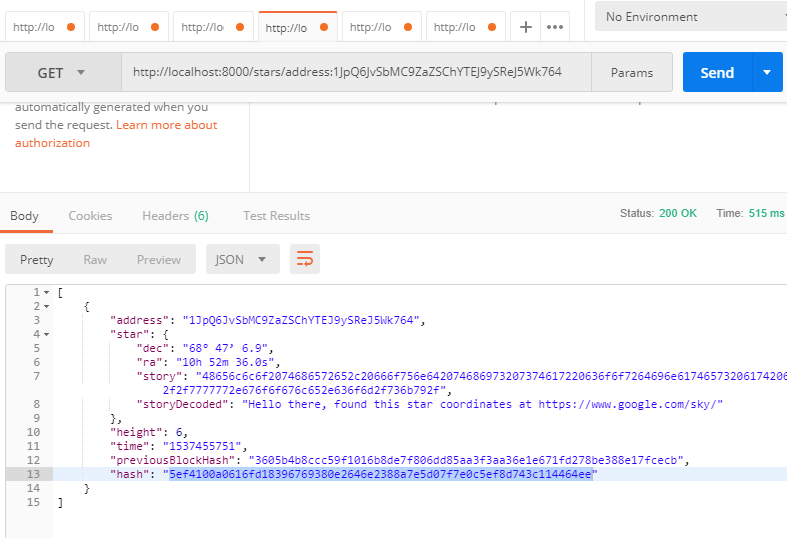 http://lo http://lo http://lo http://lo http://lo http://lo + ••• No Environment
GET http://localhost:8000/stars/address:1JpQ6JvSbMC9ZaZSChYTEJ9ySReJ5Wk764 Params Send
automatically generated when you
send the request. Learn more about
authorization
Body Cookies Headers (6) Test Results Status: 200 OK Time: 515 ms
Pretty Raw Preview JSON
1 [
2 {
3 "address": "1JpQ6JvSbMC9ZaZSChYTEJ9ySReJ5Wk764",
4 "star": {
5 "dec": "68° 47’ 6.9",
6 "ra": "10h 52m 36.0s",
7 "story": "48656c6c6f2074686572652c20666f756e642074686973207374617220636f6f7264696e61746573206174206
2f2f7777772e676f6f676c652e636f6d2f736b792f",
8 "storyDecoded": "Hello there, found this star coordinates at https://www.google.com/sky/"
9 },
10 "height": 6,
11 "time": "1537455751",
12 "previousBlockHash": "3605b4b8ccc59f1016b8de7f806dd85aa3f3aa36e1e671fd278be388e17fcecb",
13 "hash": "5ef4100a0616fd18396769380e2646e2388a7e5d07f7e0c5ef8d743c114464ee"
14 }
15 ]